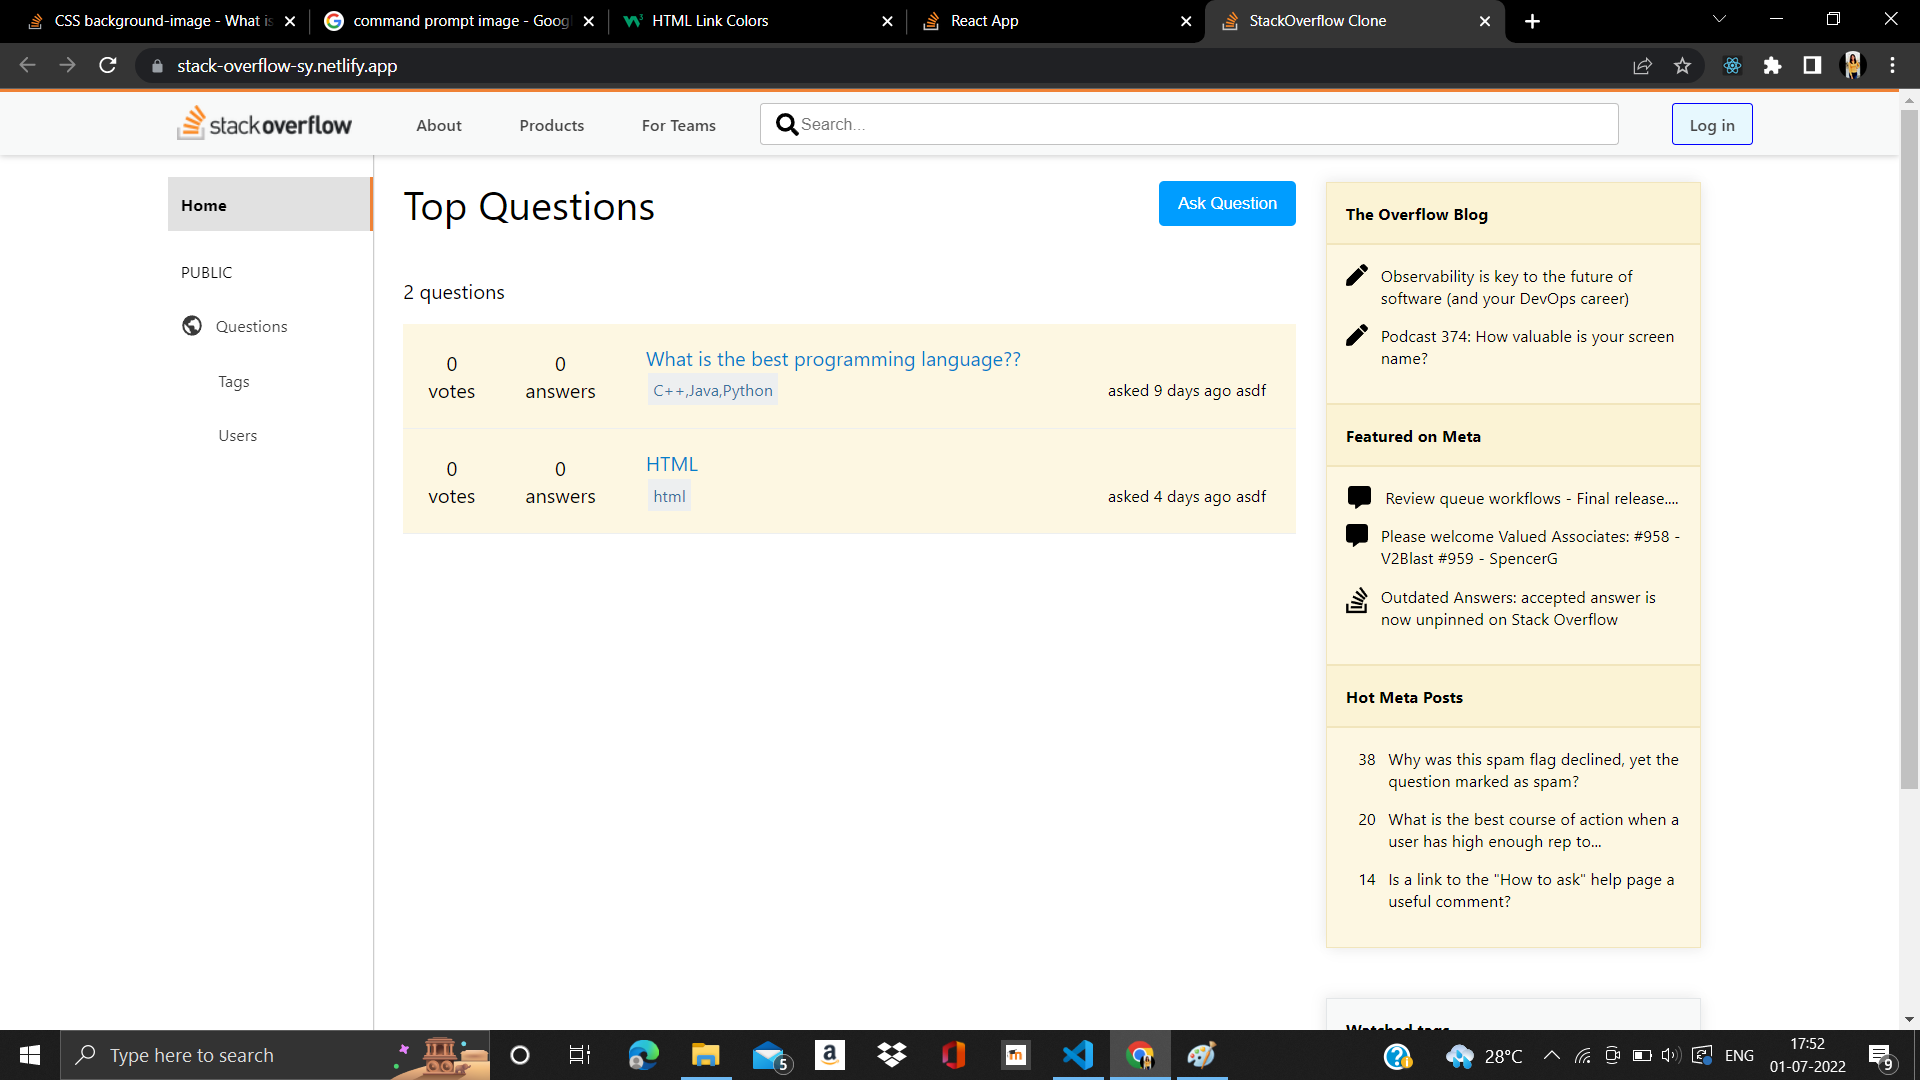 CSS background-image - What is
command prompt image - Goog
HTML Link Colors
React App
StackOverflow Clone
stack-overflow-sy.netlify.app
stackoverflow
About
Products
For Teams
Search...
Log in
Home
PUBLIC
Questions
Tags
Users
Top Questions
Ask Question
2 questions
0
votes
0
answers
What is the best programming language??
C++,Java,Python
asked 9 days ago asdf
0
votes
0
answers
HTML
html
asked 4 days ago asdf
The Overflow Blog
Observability is key to the future of
software (and your DevOps career)
Podcast 374: How valuable is your screen
name?
Featured on Meta
Review queue workflows - Final release....
Please welcome Valued Associates: #958 -
V2Blast #959 - SpencerG
Outdated Answers: accepted answer is
now unpinned on Stack Overflow
Hot Meta Posts
38 Why was this spam flag declined, yet the
question marked as spam?
20 What is the best course of action when a
user has high enough rep to...
14 Is a link to the "How to ask" help page a
useful comment?
Watched tags
Type here to search
5
28°C
ENG
17:52
01-07-2022
9